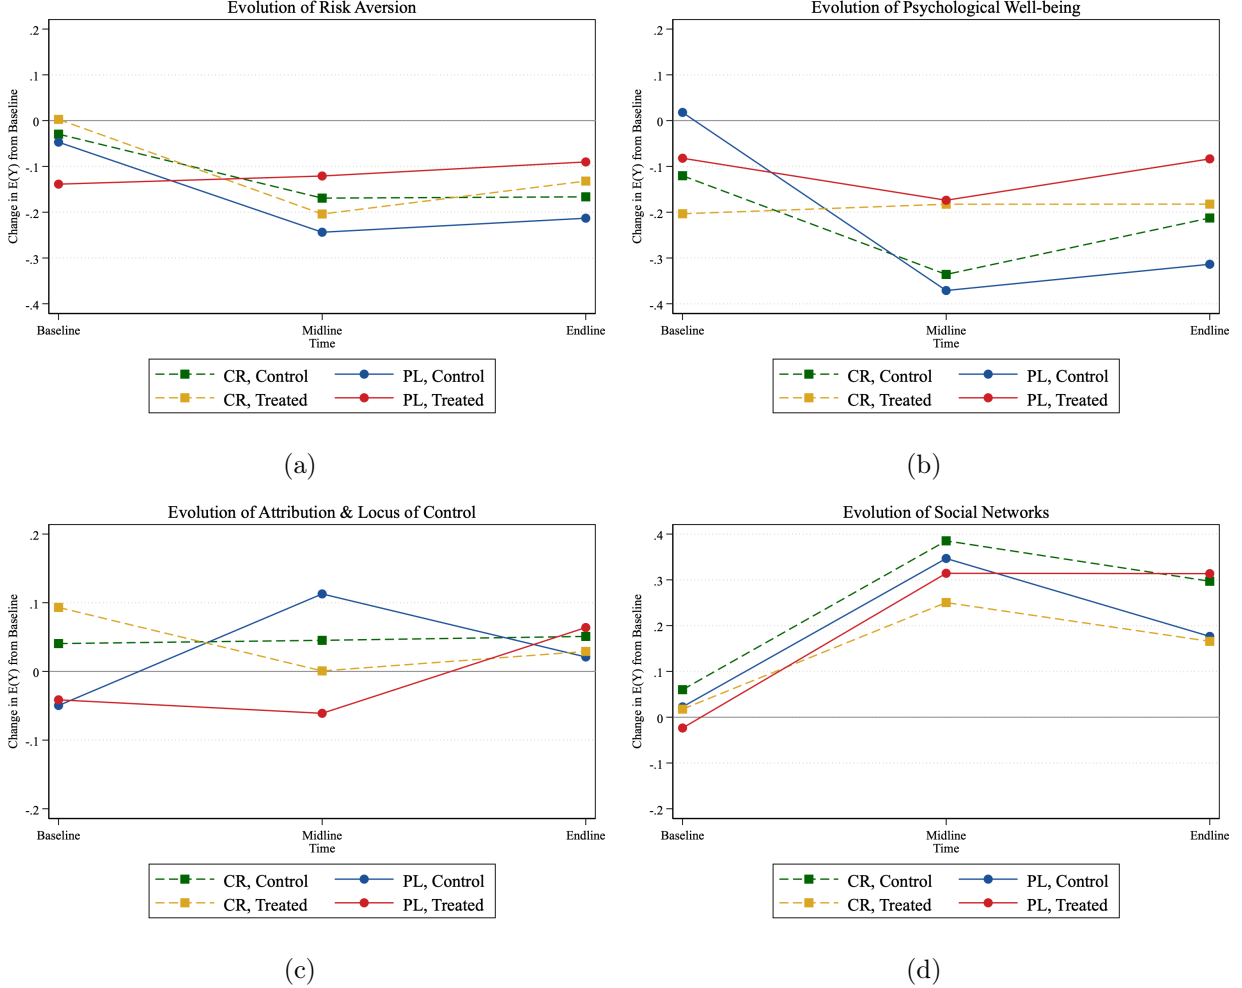 Evolution of Risk Aversion
Change in E(Y) from Baseline
.2
.1
0
-.1
-.2
-.3
-.4
Baseline
Midline
Endline
Time
CR, Control
PL, Control
CR, Treated
PL, Treated
(a)
Evolution of Psychological Well-being
Change in E(Y) from Baseline
.2
.1
0
-.1
-.2
-.3
-.4
Baseline
Midline
Endline
Time
CR, Control
PL, Control
CR, Treated
PL, Treated
(b)
Evolution of Attribution & Locus of Control
Change in E(Y) from Baseline
.2
.1
0
-.1
-.2
Baseline
Midline
Endline
Time
CR, Control
PL, Control
CR, Treated
PL, Treated
(c)
Evolution of Social Networks
Change in E(Y) from Baseline
.4
.3
.2
.1
0
-.1
-.2
Baseline
Midline
Endline
Time
CR, Control
PL, Control
CR, Treated
PL, Treated
(d)